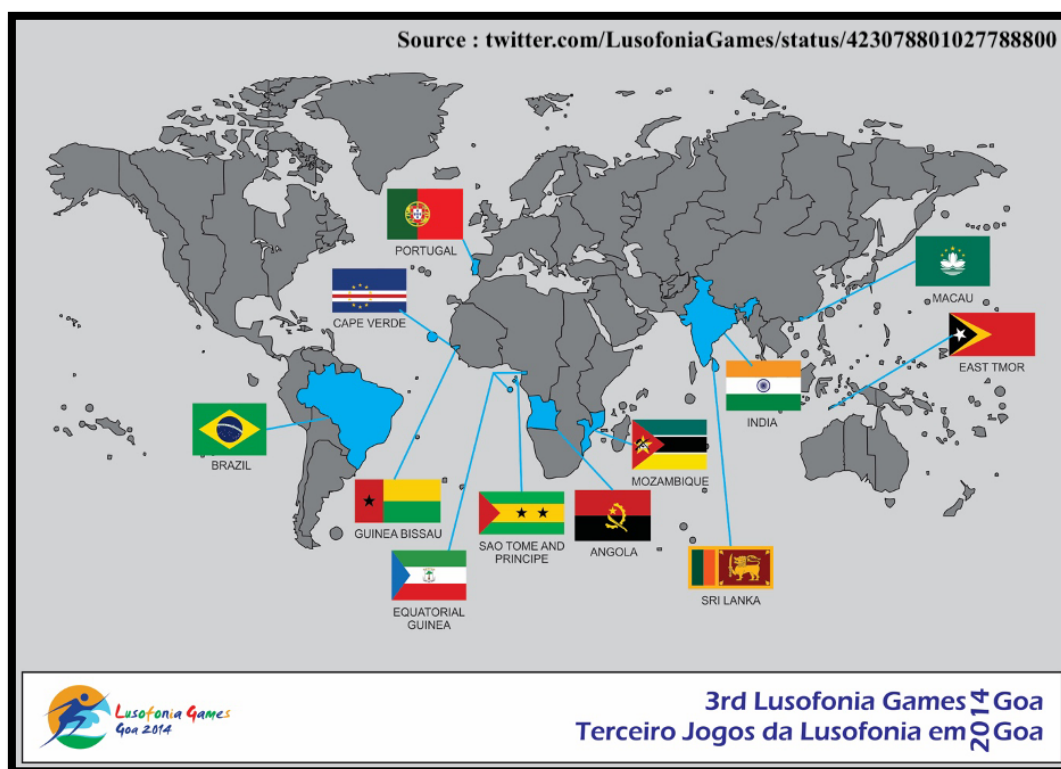 Source : twitter.com/LusofoniaGames/status/423078801027788800
PORTUGAL
CAPE VERDE
MACAU
EAST TMOR
INDIA
BRAZIL
MOZAMBIQUE
GUINEA BISSAU
SAO TOME AND
PRINCIPE
ANGOLA
EQUATORIAL
GUINEA
SRI LANKA
Lusofonia Games
Goa 2014
3rd Lusofonia Games 2014 Goa
Terceiro Jogos da Lusofonia em Goa